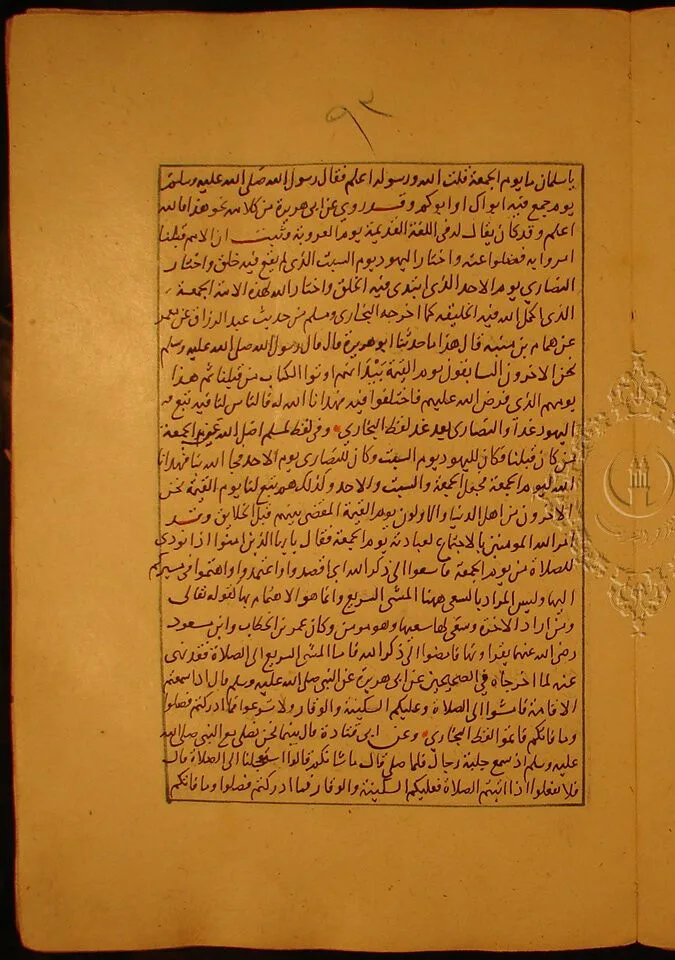 ٩٢
يا سلمان ما يوم الجمعة قلت الله ورسوله اعلم فقال رسول الله صلى الله عليه وسلم
يوم جمع فيه ابواك او ابوكم وقد روي عن ابي هريرة من كلامه نحو هذا فالله
اعلم وقد كان يقال له في اللغة القديمة يوم العروبة وثبت ان الامم قبلنا
امروا به فضلوا عنه واختار اليهود يوم السبت الذي لم يقع فيه خلق واختار
النصاري يوم الاحد الذي ابتدى فيه الخلق واختار الله لهذه الامة الجمعة
الذي اكمل الله فيه الخليقة كما اخرجه البخاري ومسلم من حديث عبد الرزاق عن معمر
عن همام بن منبه قال هذا ما حدثنا ابو هريرة قال قال رسول الله صلى الله عليه وسلم
نحن الاخرون السابقون يوم القيمة بيد انهم اوتوا الكتاب من قبلنا ثم هذا
يومهم الذي فرض الله عليهم فاختلفوا فيه فهدانا الله له فالناس لنا فيه تبع
اليهود غدا والنصارى بعد غد لفظ البخاري وفي لفظ لمسلم اضل الله عن الجمعة
من كان قبلنا فكان لليهود يوم السبت وكان للنصارى يوم الاحد فجا الله بنا فهدانا
الله ليوم الجمعة فجعل الجمعة والسبت والاحد وكذلك هم تبع لنا يوم القيمة نحن
الاخرون من اهل الدنيا والاولون يوم القيمة المقضي بينهم قبل الخلايق وقد
امر الله المومنين بالاجتماع لعبادته يوم الجمعة فقال يا ايها الذين امنوا اذا نودي
للصلاة من يوم الجمعة فاسعوا الى ذكر الله اي اقصدوا واعتمدوا واهتموا في سيركم
اليها وليس المراد بالسعي ههنا المشي السريع وانما هو الاهتمام بها لقوله تعالى
ومن اراد الاخرة وسعى لها سعيها وهو مومن وكان عمر بن الخطاب وابن مسعود
رضي الله عنهما يقرا ونها فامضوا الى ذكر الله فاما المشي السريع الى الصلاة فقد نهى
عنه لما اخرجاه في الصحيحين عن ابي هريرة عن النبي صلى الله عليه وسلم قال اذا سمعتم
الاقامة فامشوا الى الصلاة وعليكم السكينة والوقار ولا تسرعوا فما ادركتم فصلوا
وما فاتكم فاتموا لفظ البخاري وعن ابي قتادة قال بينما نحن نصلي مع النبي صلى الله
عليه وسلم اذ سمع جلبة رجال فلما صلى قال ما شانكم قالوا استعجلنا الى الصلاة قال
فلا تفعلوا اذا اتيتم الصلاة فعليكم السكينة والوقار فما ادركتم فصلوا وما فاتكم